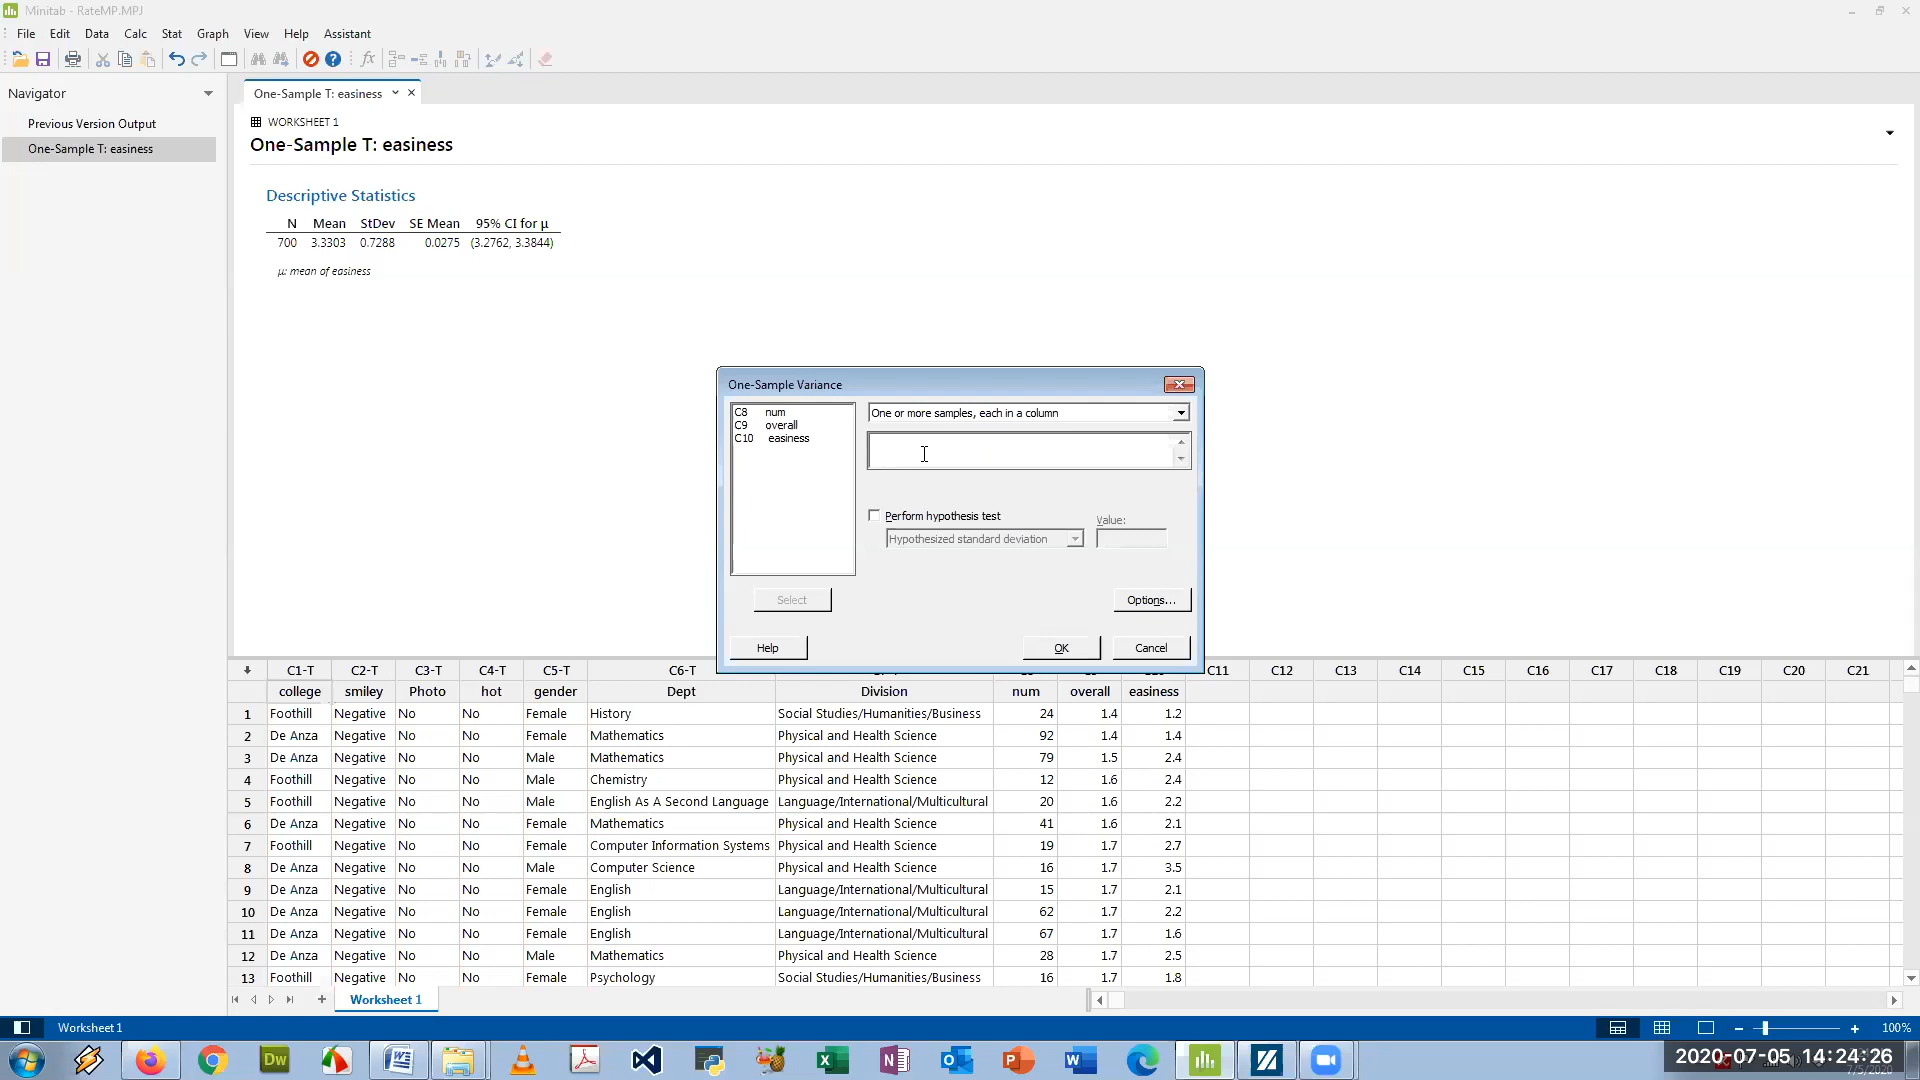 Minitab - RateMP.MPJ
File Edit Data Calc Stat Graph View Help Assistant
Navigator
Previous Version Output
One-Sample T: easiness
One-Sample T: easiness
WORKSHEET 1
One-Sample T: easiness
Descriptive Statistics
N Mean StDev SE Mean 95% CI for μ
700 3.3303 0.7288 0.0275 (3.2762, 3.3844)
μ: mean of easiness
One-Sample Variance
C8 num
C9 overall
C10 easiness
One or more samples, each in a column
Perform hypothesis test
Value:
Hypothesized standard deviation
Select
Options...
Help
OK
Cancel
C1-T C2-T C3-T C4-T C5-T C6-T C11 C12 C13 C14 C15 C16 C17 C18 C19 C20 C21
college smiley Photo hot gender Dept Division num overall easiness
1 Foothill Negative No No Female History Social Studies/Humanities/Business 24 1.4 1.2
2 De Anza Negative No No Female Mathematics Physical and Health Science 92 1.4 1.4
3 De Anza Negative No No Male Mathematics Physical and Health Science 79 1.5 2.4
4 Foothill Negative No No Male Chemistry Physical and Health Science 12 1.6 2.4
5 Foothill Negative No No Male English As A Second Language Language/International/Multicultural 20 1.6 2.2
6 De Anza Negative No No Female Mathematics Physical and Health Science 41 1.6 2.1
7 Foothill Negative No No Female Computer Information Systems Physical and Health Science 19 1.7 2.7
8 De Anza Negative No No Male Computer Science Physical and Health Science 16 1.7 3.5
9 De Anza Negative No No Female English Language/International/Multicultural 15 1.7 2.1
10 De Anza Negative No No Female English Language/International/Multicultural 62 1.7 2.2
11 De Anza Negative No No Female English Language/International/Multicultural 67 1.7 1.6
12 De Anza Negative No No Male Mathematics Physical and Health Science 28 1.7 2.5
13 Foothill Negative No No Female Psychology Social Studies/Humanities/Business 16 1.7 1.8
Worksheet 1
Worksheet 1
100%
Dw
2020-07-05 14:24:26
7/5/2020